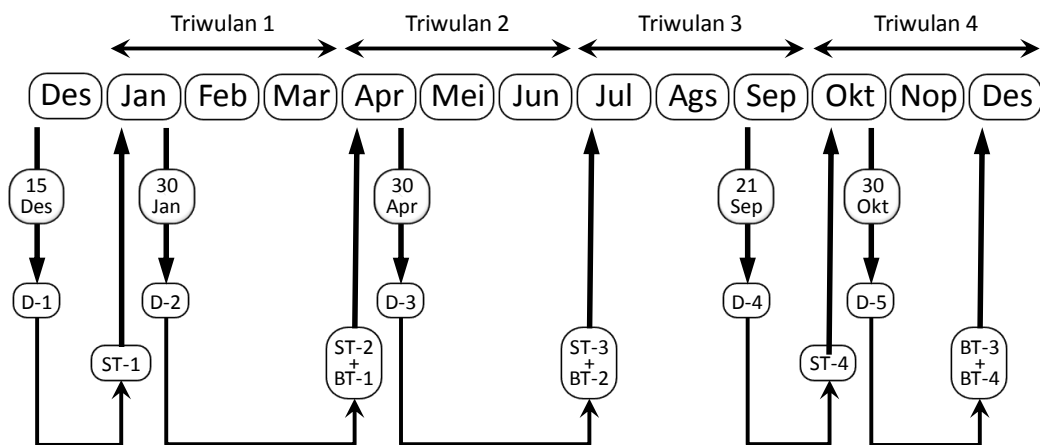 Triwulan 1 Triwulan 2 Triwulan 3 Triwulan 4
Des Jan Feb Mar Apr Mei Jun Jul Ags Sep Okt Nop Des
15
Des
30
Jan
30
Apr
21
Sep
30
Okt
D-1 D-2 D-3 D-4 D-5
ST-1
ST-2
+
BT-1
ST-3
+
BT-2
ST-4
BT-3
+
BT-4